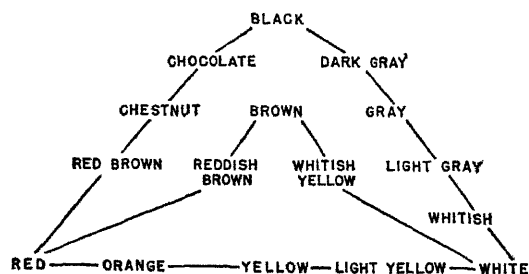 BLACK
CHOCOLATE DARK GRAY
CHESTNUT BROWN GRAY
RED BROWN REDDISH BROWN WHITISH YELLOW LIGHT GRAY
WHITISH
RED ORANGE YELLOW LIGHT YELLOW WHITE